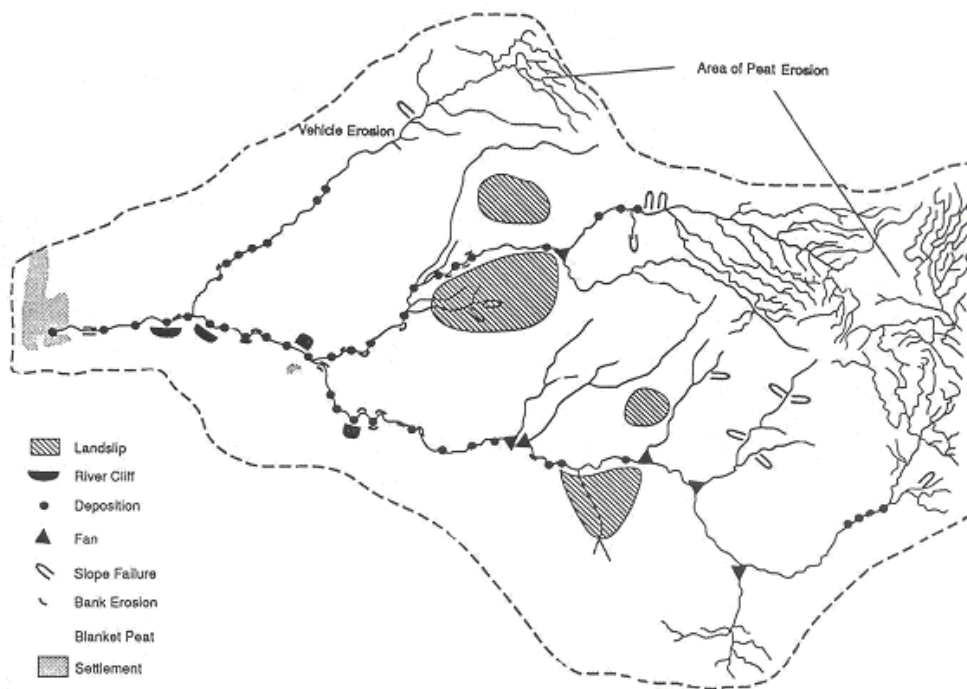 Area of Peat Erosion
Vehicle Erosion
Landslip
River Cliff
Deposition
Fan
Slope Failure
Bank Erosion
Blanket Peat
Settlement